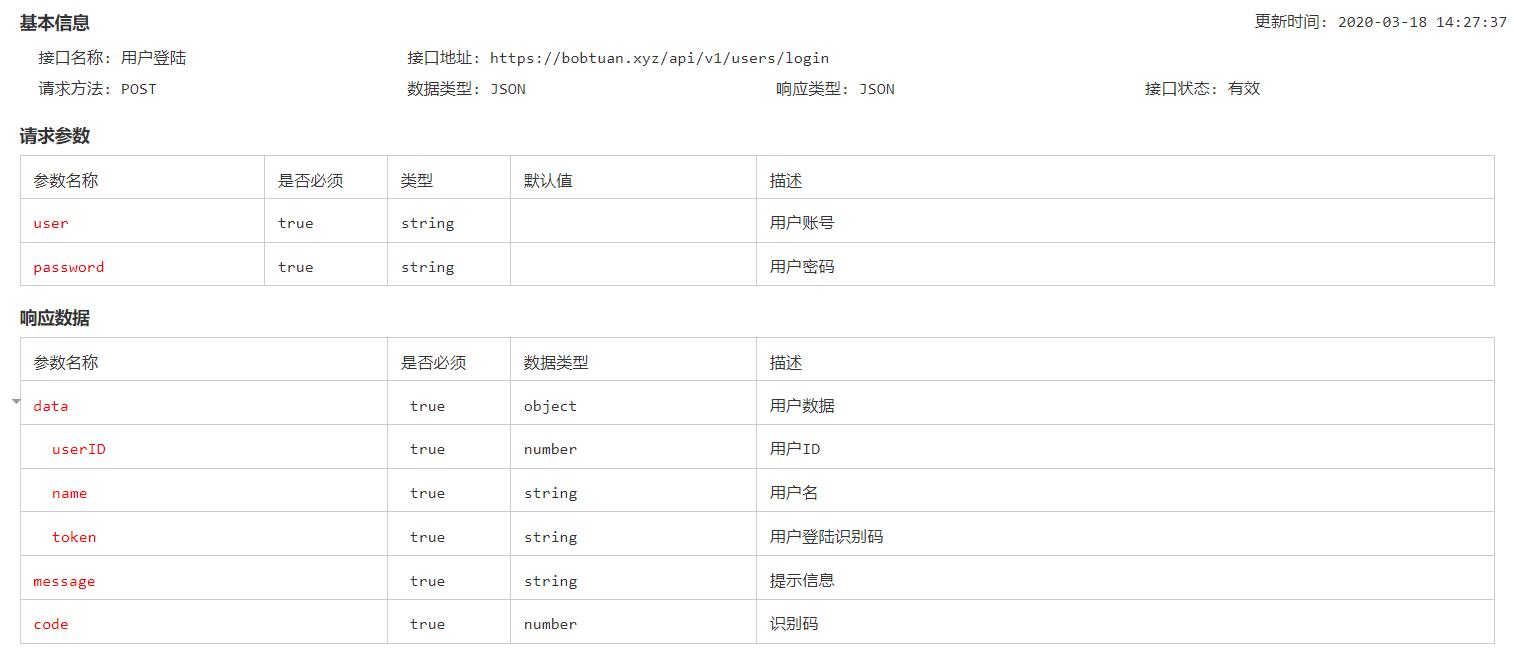 基本信息 更新时间: 2020-03-18 14:27:37
接口名称: 用户登陆 接口地址: https://bobtuan.xyz/api/v1/users/login
请求方法: POST 数据类型: JSON 响应类型: JSON 接口状态: 有效
请求参数
参数名称 是否必须 类型 默认值 描述
user true string 用户账号
password true string 用户密码
响应数据
参数名称 是否必须 数据类型 描述
data true object 用户数据
userID true number 用户ID
name true string 用户名
token true string 用户登陆识别码
message true string 提示信息
code true number 识别码